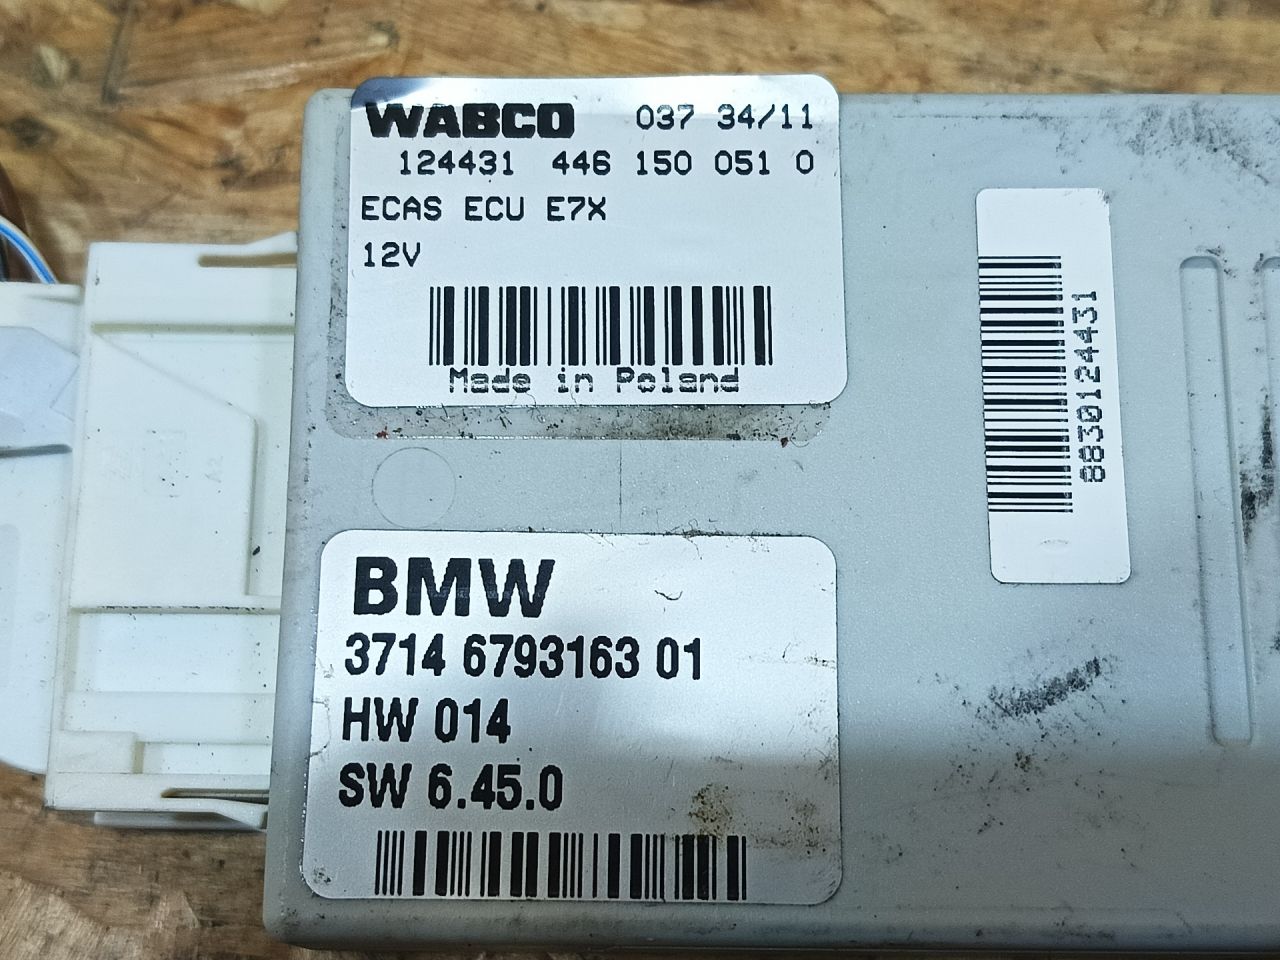 WABCO 037 34/11
124431 446 150 051 0
ECAS ECU E7X
12V
Made in Poland
8830124431
BMW
3714 6793163 01
HW 014
SW 6.45.0